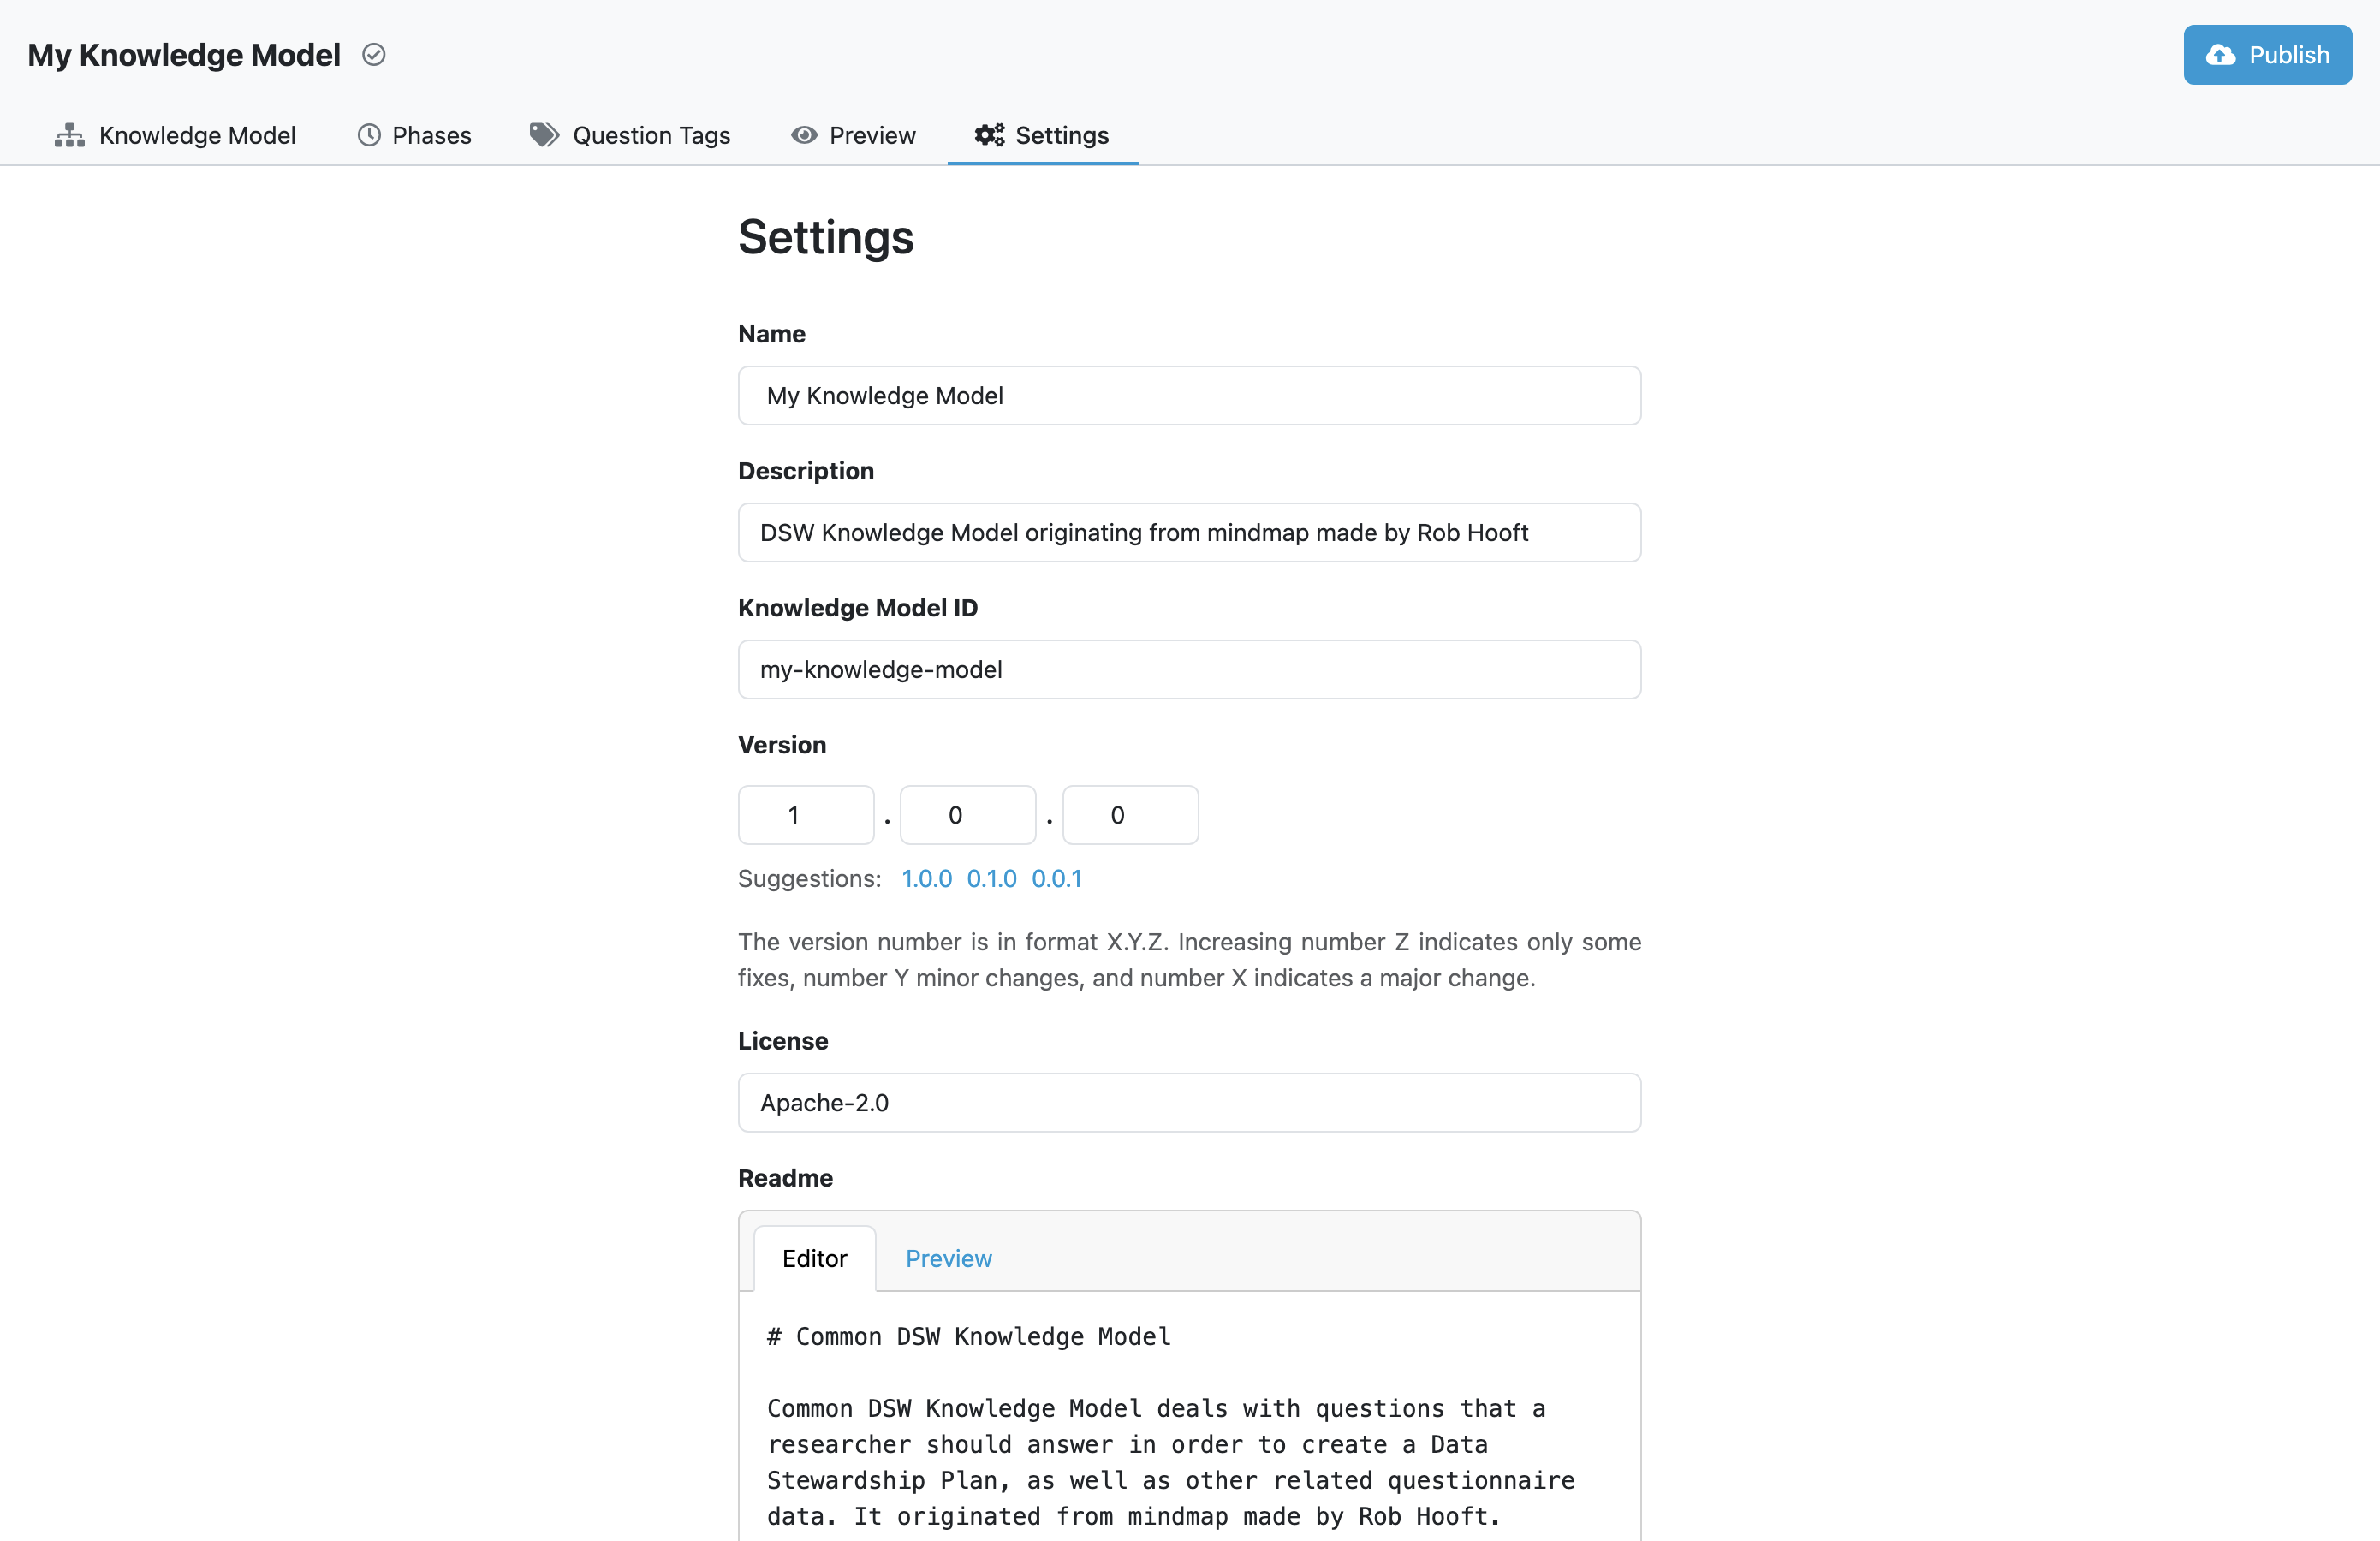 My Knowledge Model
Publish
Knowledge Model Phases Question Tags Preview Settings
Settings
Name
My Knowledge Model
Description
DSW Knowledge Model originating from mindmap made by Rob Hooft
Knowledge Model ID
my-knowledge-model
Version
1 . 0 . 0
Suggestions: 1.0.0 0.1.0 0.0.1
The version number is in format X.Y.Z. Increasing number Z indicates only some
fixes, number Y minor changes, and number X indicates a major change.
License
Apache-2.0
Readme
Editor Preview
# Common DSW Knowledge Model
Common DSW Knowledge Model deals with questions that a
researcher should answer in order to create a Data
Stewardship Plan, as well as other related questionnaire
data. It originated from mindmap made by Rob Hooft.